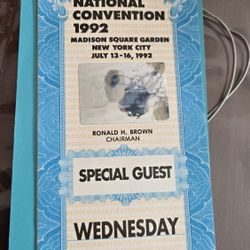 NATIONAL
CONVENTION
1992
MADISON SQUARE GARDEN
NEW YORK CITY
JULY 13-16, 1992
RONALD H. BROWN
CHAIRMAN
SPECIAL GUEST
WEDNESDAY